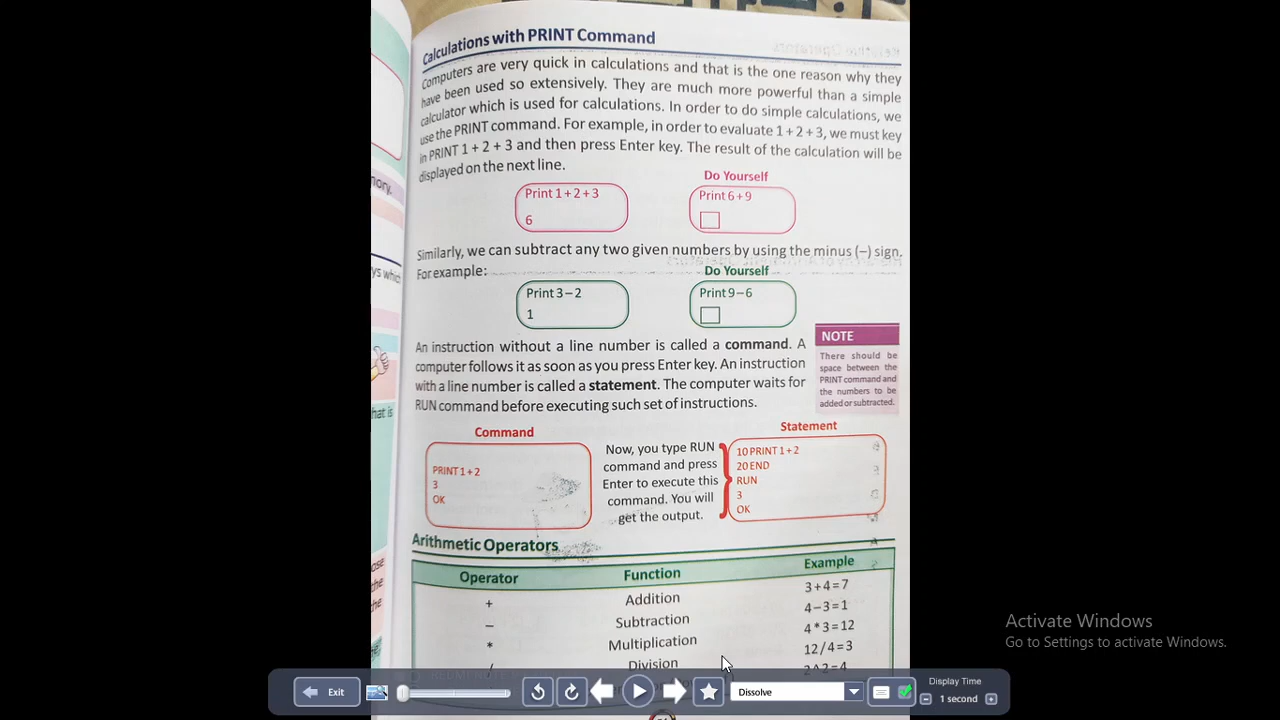 Calculations with PRINT Command
Computers are very quick in calculations and that is the one reason why they
have been used so extensively. They are much more powerful than a simple
calculator which is used for calculations. In order to do simple calculations, we
use the PRINT command. For example, in order to evaluate 1+2+3, we must key
in PRINT 1 + 2 + 3 and then press Enter key. The result of the calculation will be
displayed on the next line.
Do Yourself
Print 1+2+3
6
Print 6+9
Similarly, we can subtract any two given numbers by using the minus (–) sign.
For example:
Do Yourself
Print 3–2
1
Print 9–6
An instruction without a line number is called a command. A
computer follows it as soon as you press Enter key. An instruction
with a line number is called a statement. The computer waits for
RUN command before executing such set of instructions.
NOTE
There should be
space between the
PRINT command and
the numbers to be
added or subtracted.
Command
PRINT 1+2
3
OK
Now, you type RUN
command and press
Enter to execute this
command. You will
get the output.
Statement
10 PRINT 1+2
20 END
RUN
3
OK
Arithmetic Operators
Operator Function Example
+ Addition 3+4=7
– Subtraction 4–3=1
* Multiplication 4*3=12
/ Division 12/4=3
2^2=4
ory.
ys which
hat is
ose
the
the
Activate Windows
Go to Settings to activate Windows.
Exit
Dissolve
Display Time
1 second